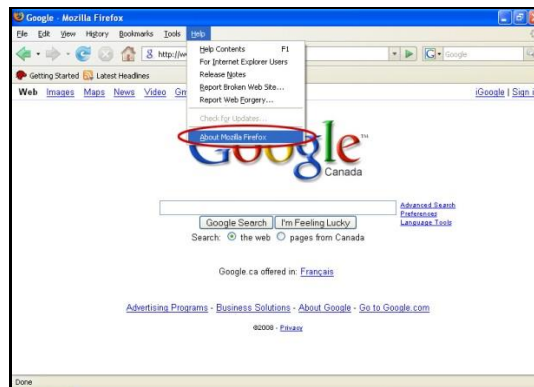 Google - Mozilla Firefox
File Edit View History Bookmarks Tools Help
http://w
Google
Getting Started Latest Headlines
Help Contents F1
For Internet Explorer Users
Release Notes
Report Broken Web Site...
Report Web Forgery...
Check for Updates...
About Mozilla Firefox
Web Images Maps News Video Gm
iGoogle | Sign i
Google™
Canada
Advanced Search
Preferences
Language Tools
Google Search I'm Feeling Lucky
Search: the web pages from Canada
Google.ca offered in: Français
Advertising Programs - Business Solutions - About Google - Go to Google.com
©2008 - Privacy
Done